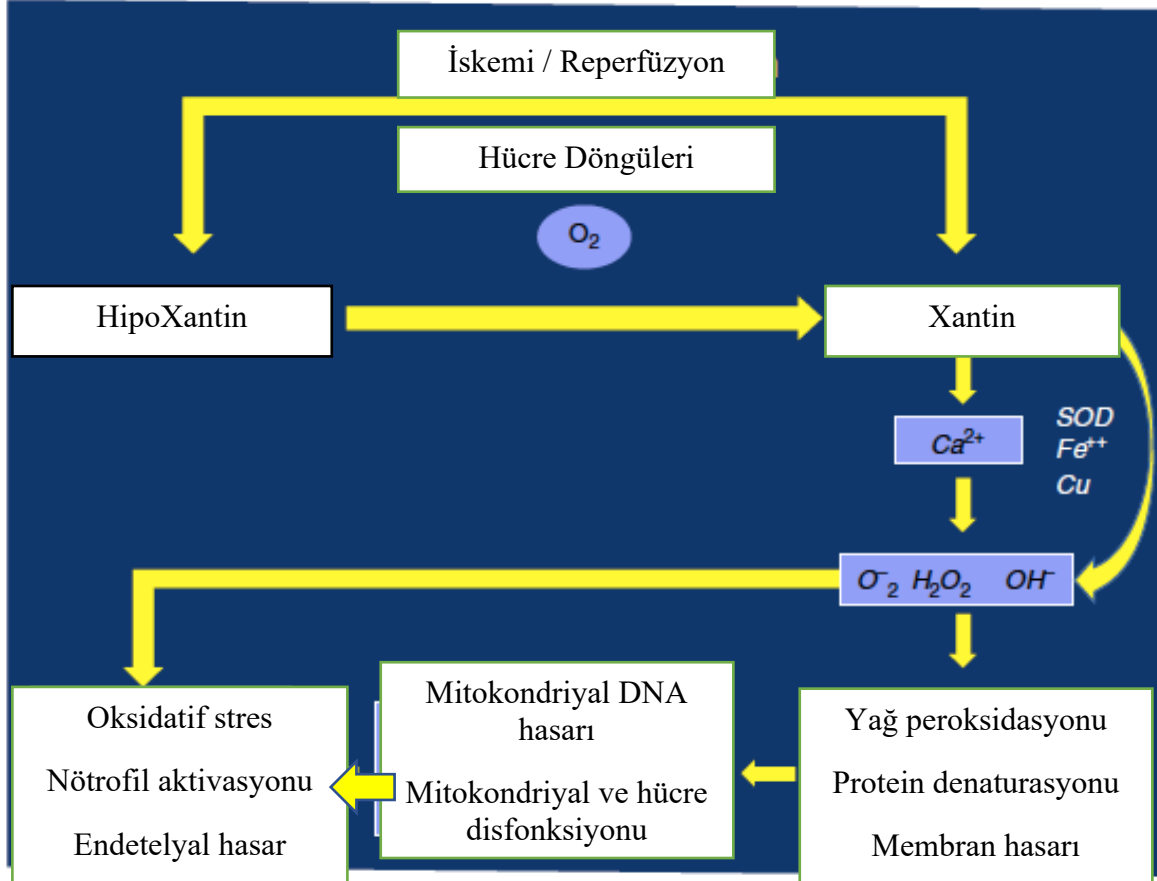 İskemi / Reperfüzyon
Hücre Döngüleri
O₂
HipoXantin
Xantin
Ca²⁺
SOD
Fe⁺⁺
Cu
O⁻₂ H₂O₂ OH⁻
Oksidatif stres
Nötrofil aktivasyonu
Endetelyal hasar
Mitokondriyal DNA
hasarı
Mitokondriyal ve hücre
disfonksiyonu
Yağ peroksidasyonu
Protein denaturasyonu
Membran hasarı